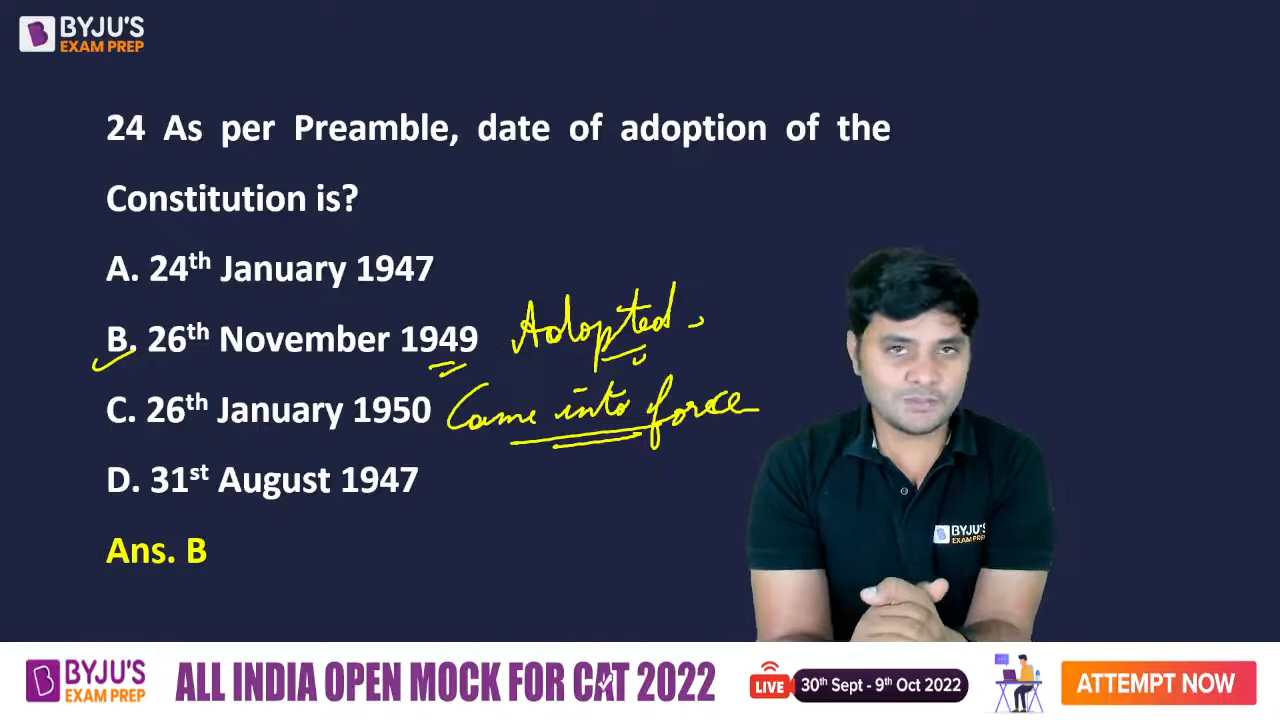 BYJU'S
EXAM PREP
24 As per Preamble, date of adoption of the
Constitution is?
A. 24th January 1947
B. 26th November 1949 Adopted
C. 26th January 1950 Came into force
D. 31st August 1947
Ans. B
BYJU'S
EXAM PREP
BYJU'S
EXAM PREP
ALL INDIA OPEN MOCK FOR CAT 2022
LIVE 30th Sept - 9th Oct 2022
ATTEMPT NOW